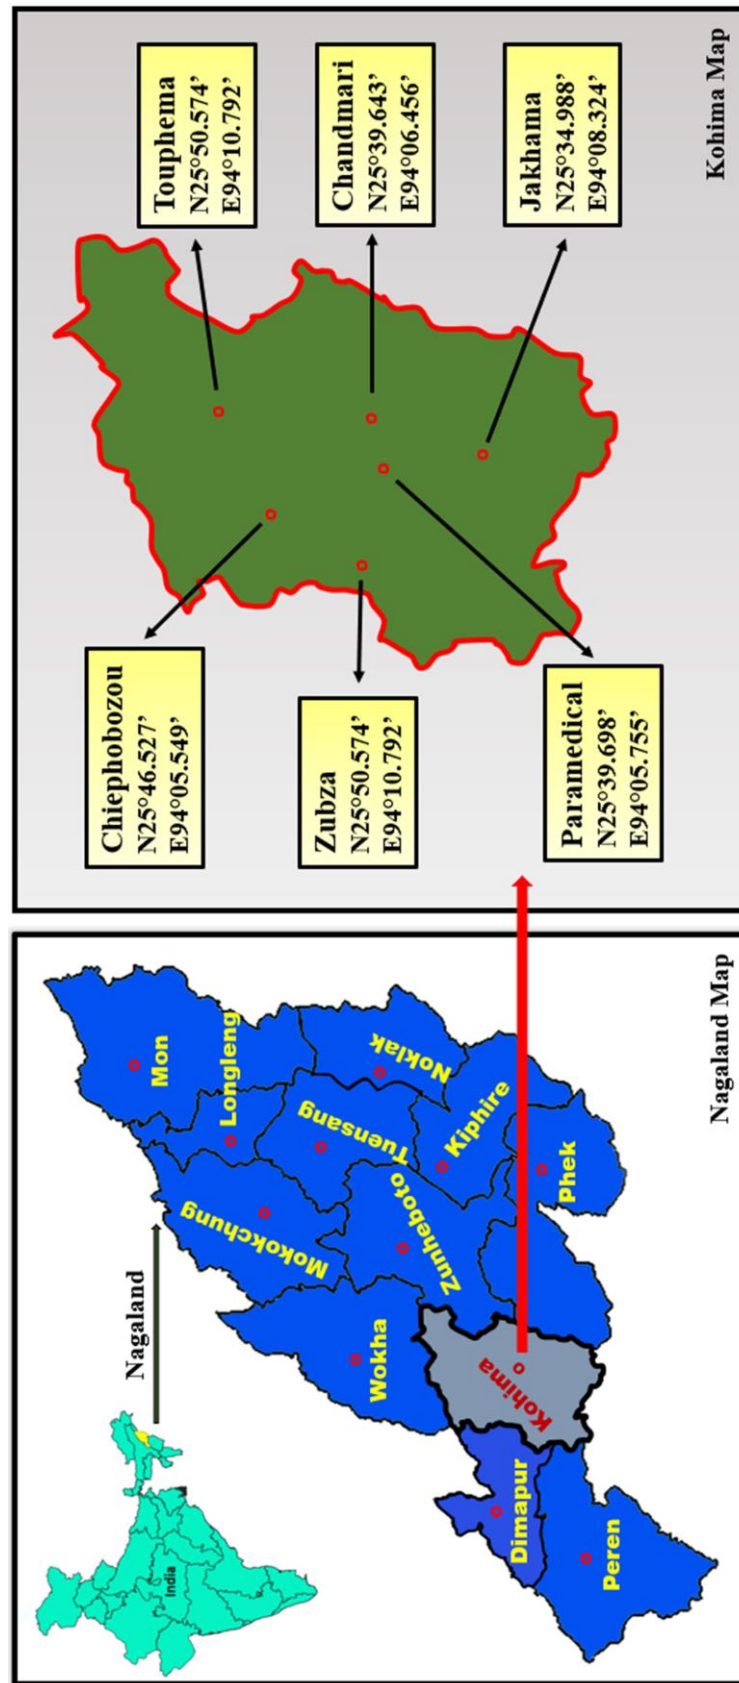 India
Nagaland
Mon
Longleng
Mokokchung
Tuensang
Noklak
Wokha
Zunheboto
Kiphire
Kohima
Phek
Dimapur
Peren
Nagaland Map
Chiephobozou
N25°46.527’
E94°05.549’
Touphema
N25°50.574’
E94°10.792’
Zubza
N25°50.574’
E94°10.792’
Chandmari
N25°39.643’
E94°06.456’
Paramedical
N25°39.698’
E94°05.755’
Jakhama
N25°34.988’
E94°08.324’
Kohima Map